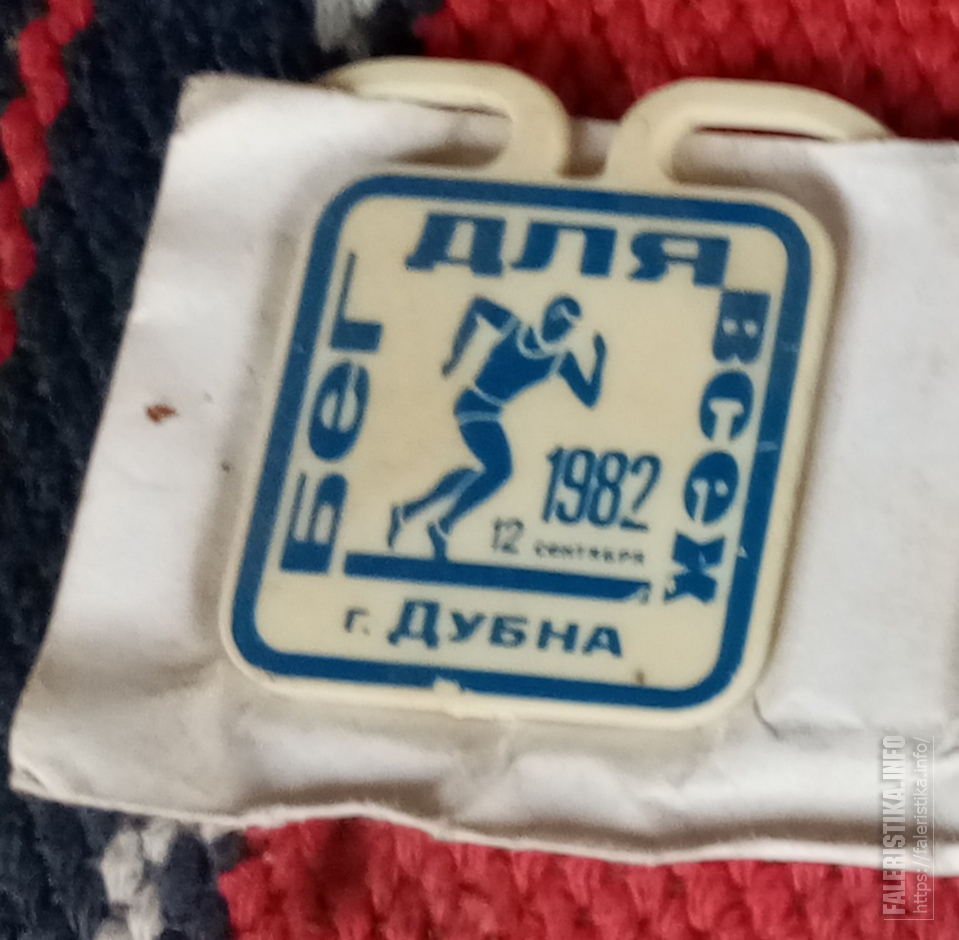 Бег
для
всех
1982
12 сентября
г. Дубна
FALERISTIKA.INFO
https://faleristika.info/